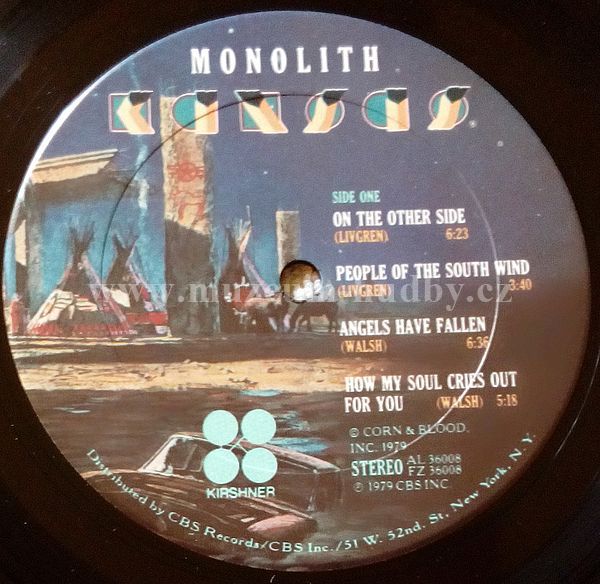 MONOLITH
KANSAS®
SIDE ONE
ON THE OTHER SIDE
(LIVGREN) 6:23
PEOPLE OF THE SOUTH WIND
(LIVGREN) 3:40
www.muzeumhudby.cz
ANGELS HAVE FALLEN
(WALSH) 6:36
HOW MY SOUL CRIES OUT
FOR YOU (WALSH) 5:18
© CORN & BLOOD,
INC. 1979
STEREO AL 36008
FZ 36008
℗ 1979 CBS INC.
KIRSHNER
Distributed by CBS Records/CBS Inc./51 W. 52nd. St, New York, N.Y.